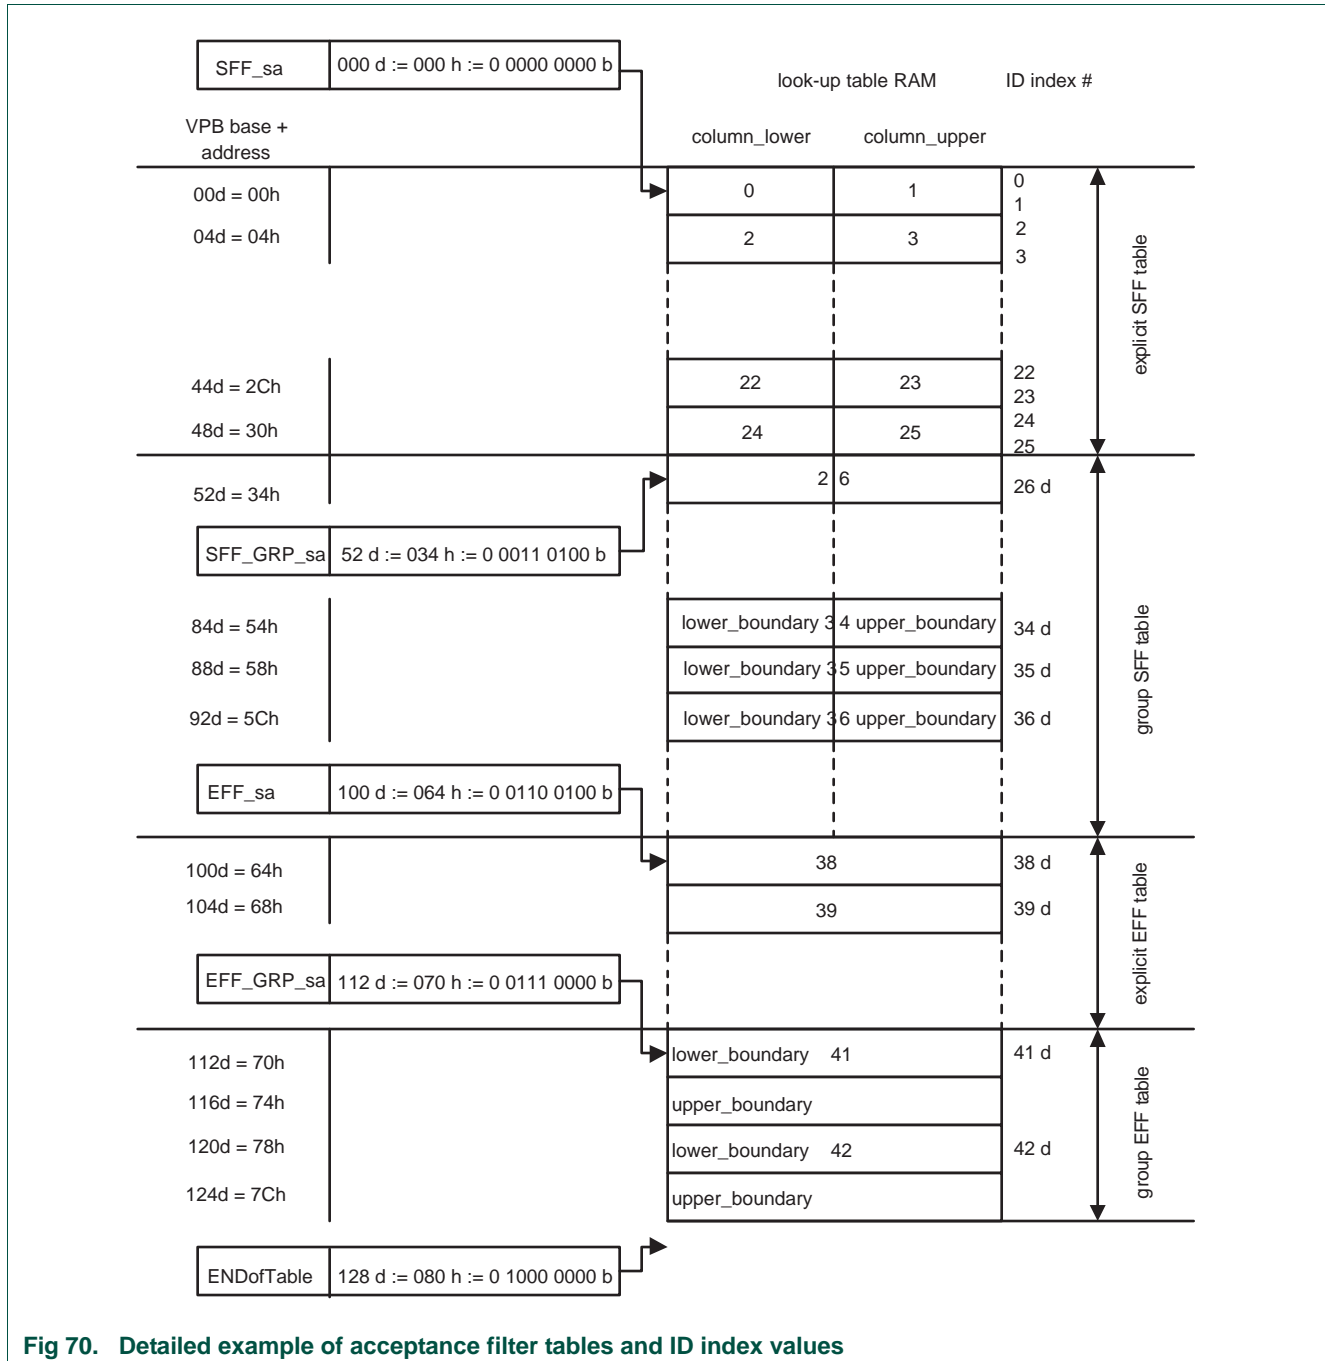 SFF_sa 000 d := 000 h := 0 0000 0000 b
look-up table RAM ID index #
VPB base +
address
column_lower column_upper
00d = 00h 0 1 0
1
04d = 04h 2 3 2
3
explicit SFF table
44d = 2Ch 22 23 22
23
48d = 30h 24 25 24
25
52d = 34h 2 6 26 d
SFF_GRP_sa 52 d := 034 h := 0 0011 0100 b
84d = 54h lower_boundary 3 4 upper_boundary 34 d
88d = 58h lower_boundary 3 5 upper_boundary 35 d
92d = 5Ch lower_boundary 3 6 upper_boundary 36 d
group SFF table
EFF_sa 100 d := 064 h := 0 0110 0100 b
100d = 64h 38 38 d
104d = 68h 39 39 d
explicit EFF table
EFF_GRP_sa 112 d := 070 h := 0 0111 0000 b
112d = 70h lower_boundary 41 41 d
116d = 74h upper_boundary
120d = 78h lower_boundary 42 42 d
124d = 7Ch upper_boundary
group EFF table
ENDofTable 128 d := 080 h := 0 1000 0000 b
Fig 70. Detailed example of acceptance filter tables and ID index values